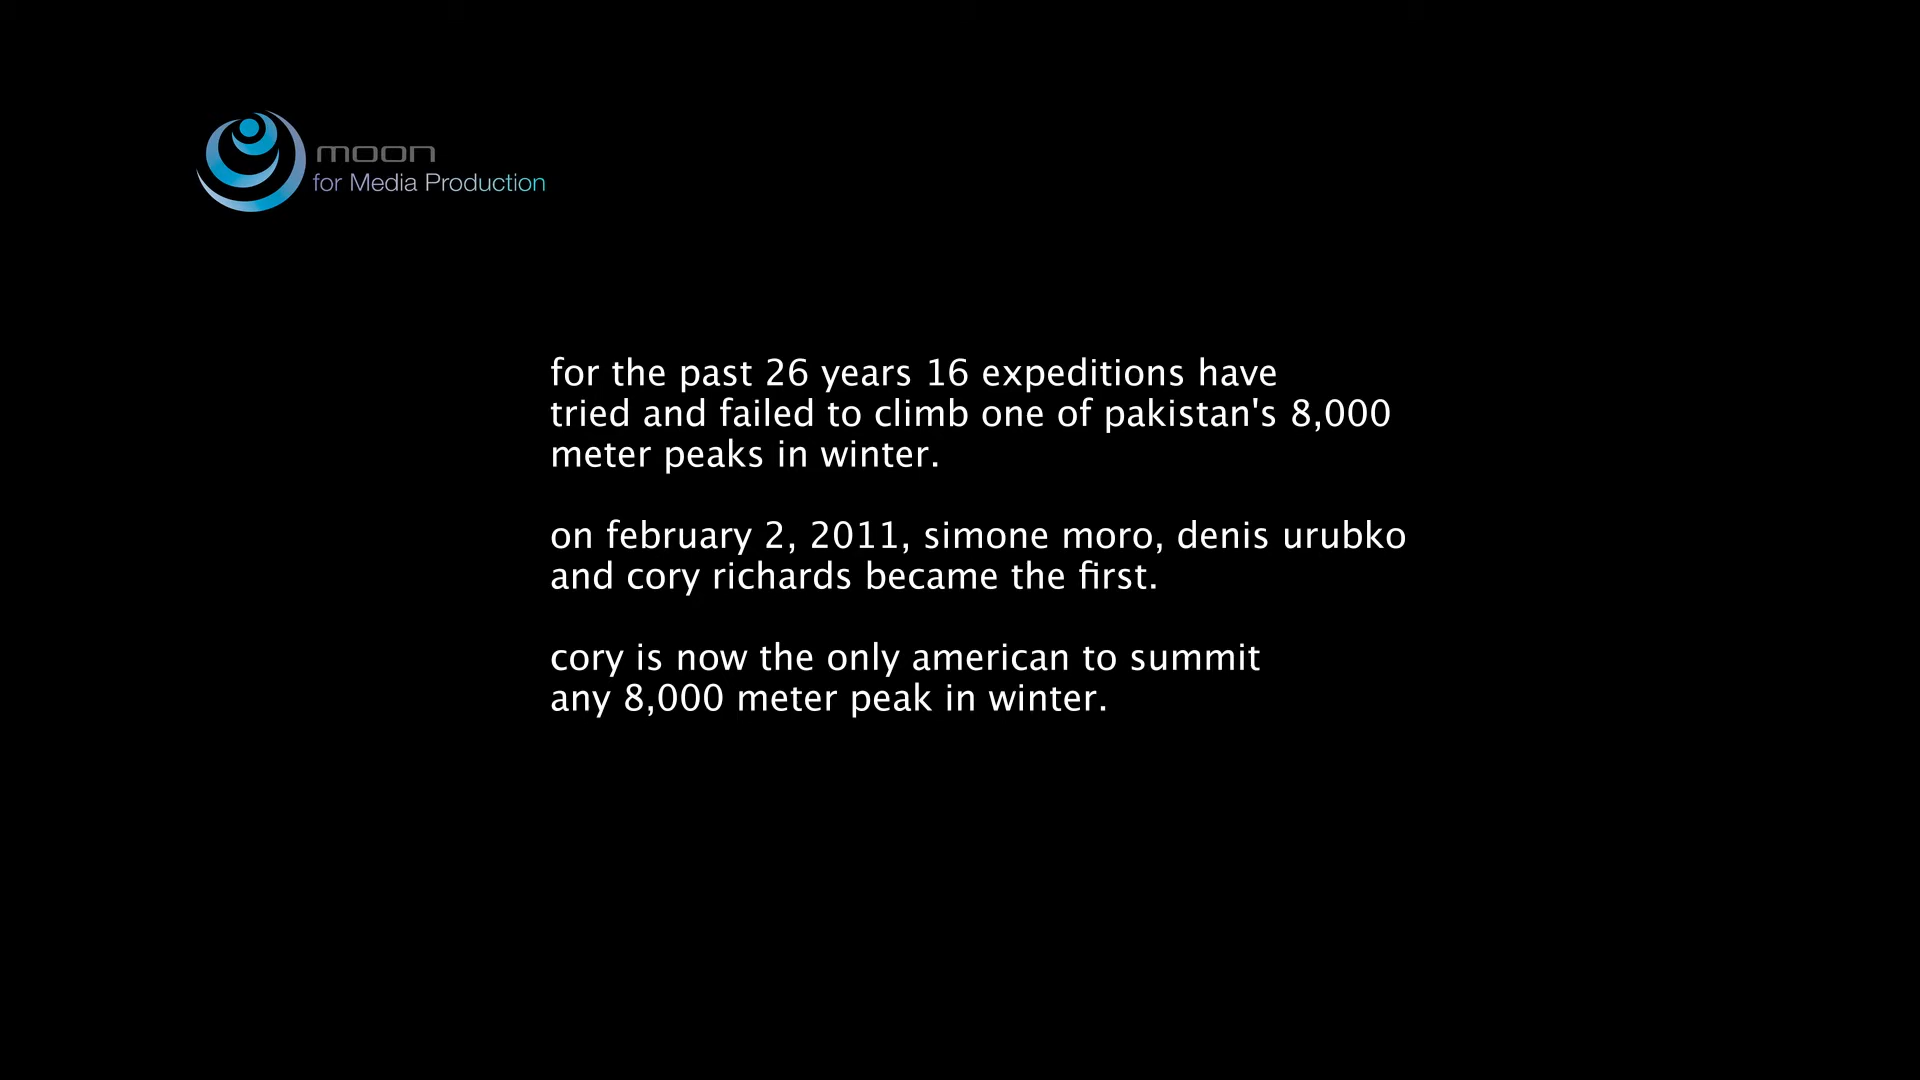 moon
for Media Production
for the past 26 years 16 expeditions have
tried and failed to climb one of pakistan's 8,000
meter peaks in winter.
on february 2, 2011, simone moro, denis urubko
and cory richards became the first.
cory is now the only american to summit
any 8,000 meter peak in winter.